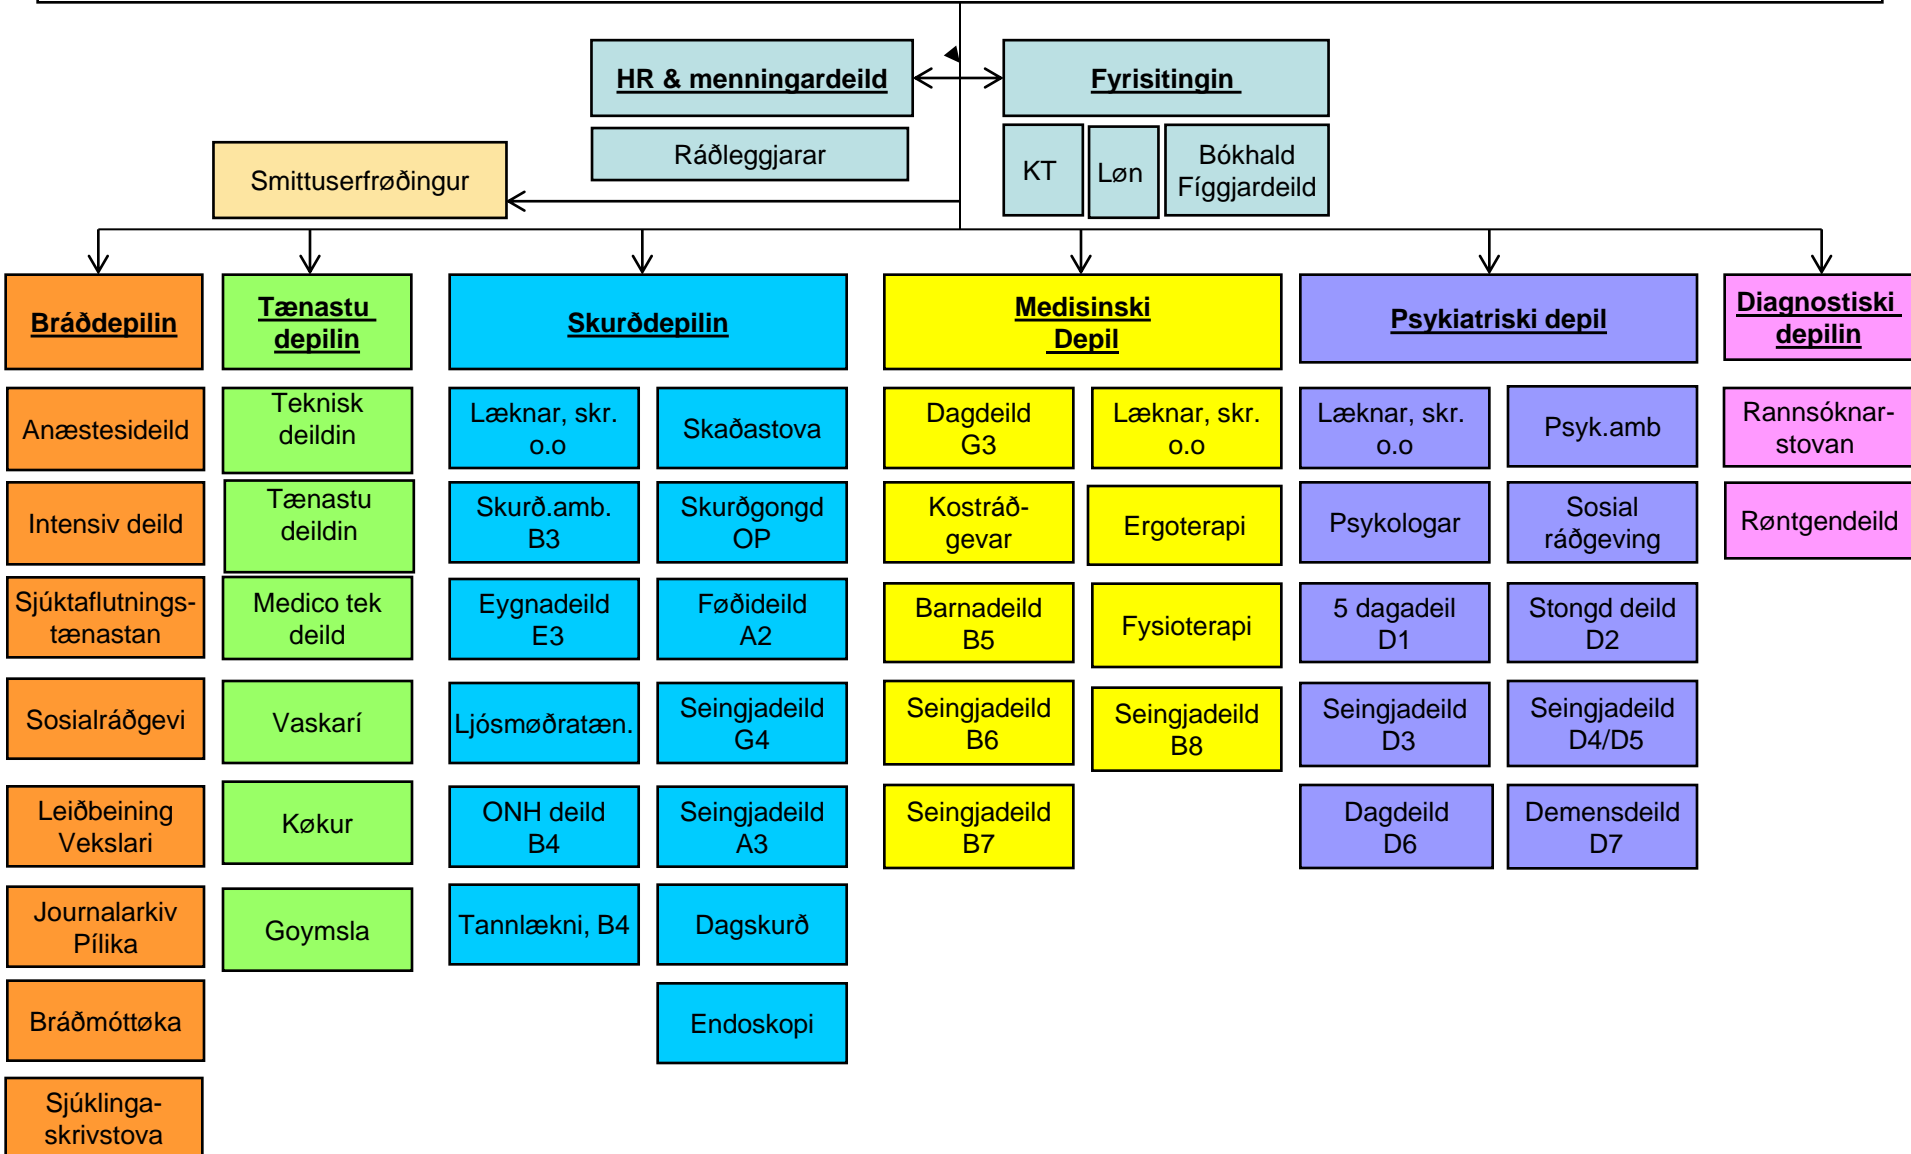 HR & menningardeild
Fyrisitingin
Ráðleggjarar
KT
Løn
Bókhald
Fíggjardeild
Smittuserfrøðingur
Bráðdepilin
Anæstesideild
Intensiv deild
Sjúktaflutnings-
tænastan
Sosialráðgevi
Leiðbeining
Vekslari
Journalarkiv
Pílika
Bráðmóttøka
Sjúklinga-
skrivstova
Tænastu
depilin
Teknisk
deildin
Tænastu
deildin
Medico tek
deild
Vaskarí
Køkur
Goymsla
Skurðdepilin
Læknar, skr.
o.o
Skaðastova
Skurð.amb.
B3
Skurðgongd
OP
Eygnadeild
E3
Føðideild
A2
Ljósmøðratæn.
Seingjadeild
G4
ONH deild
B4
Seingjadeild
A3
Tannlækni, B4
Dagskurð
Endoskopi
Medisinski
Depil
Dagdeild
G3
Læknar, skr.
o.o
Kostráð-
gevar
Ergoterapi
Barnadeild
B5
Fysioterapi
Seingjadeild
B6
Seingjadeild
B8
Seingjadeild
B7
Psykiatriski depil
Læknar, skr.
o.o
Psyk.amb
Psykologar
Sosial
ráðgeving
5 dagadeil
D1
Stongd deild
D2
Seingjadeild
D3
Seingjadeild
D4/D5
Dagdeild
D6
Demensdeild
D7
Diagnostiski
depilin
Rannsóknar-
stovan
Røntgendeild